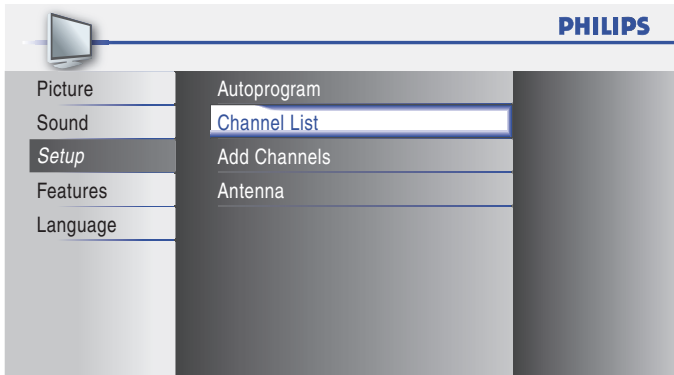 PHILIPS
Picture
Sound
Setup
Features
Language
Autoprogram
Channel List
Add Channels
Antenna